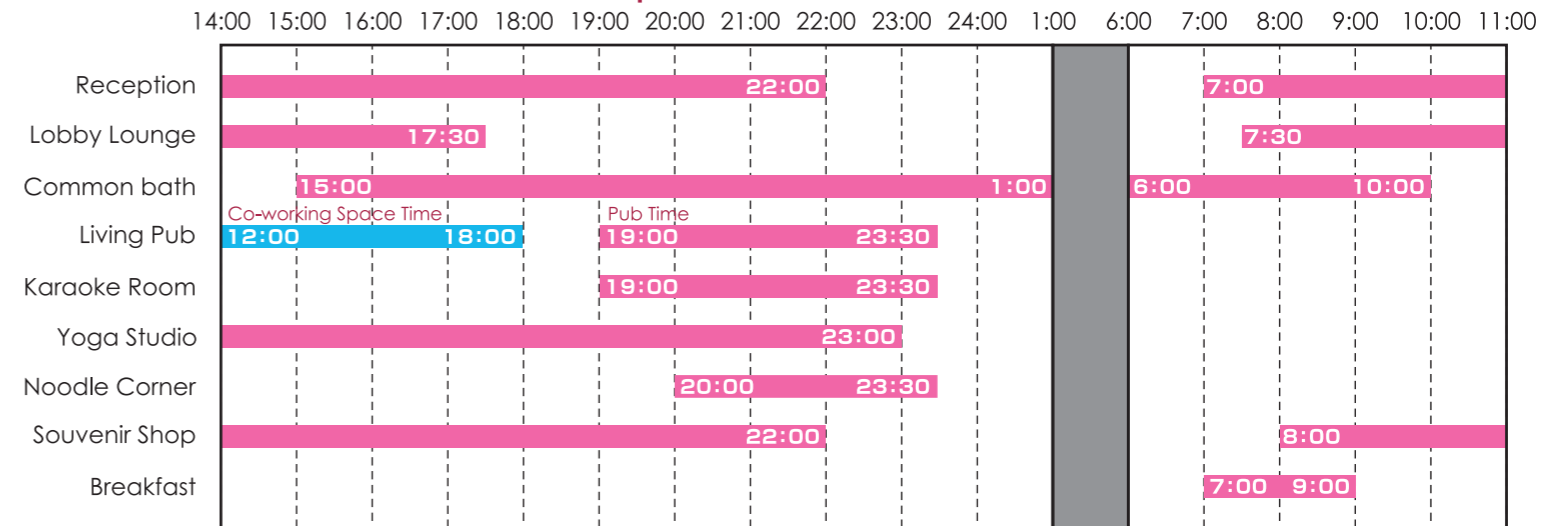 14:00 15:00 16:00 17:00 18:00 19:00 20:00 21:00 22:00 23:00 24:00 1:00 6:00 7:00 8:00 9:00 10:00 11:00
Reception 22:00 7:00
Lobby Lounge 17:30 7:30
Common bath 15:00 1:00 6:00 10:00
Co-working Space Time Pub Time
Living Pub 12:00 18:00 19:00 23:30
Karaoke Room 19:00 23:30
Yoga Studio 23:00
Noodle Corner 20:00 23:30
Souvenir Shop 22:00 8:00
Breakfast 7:00 9:00